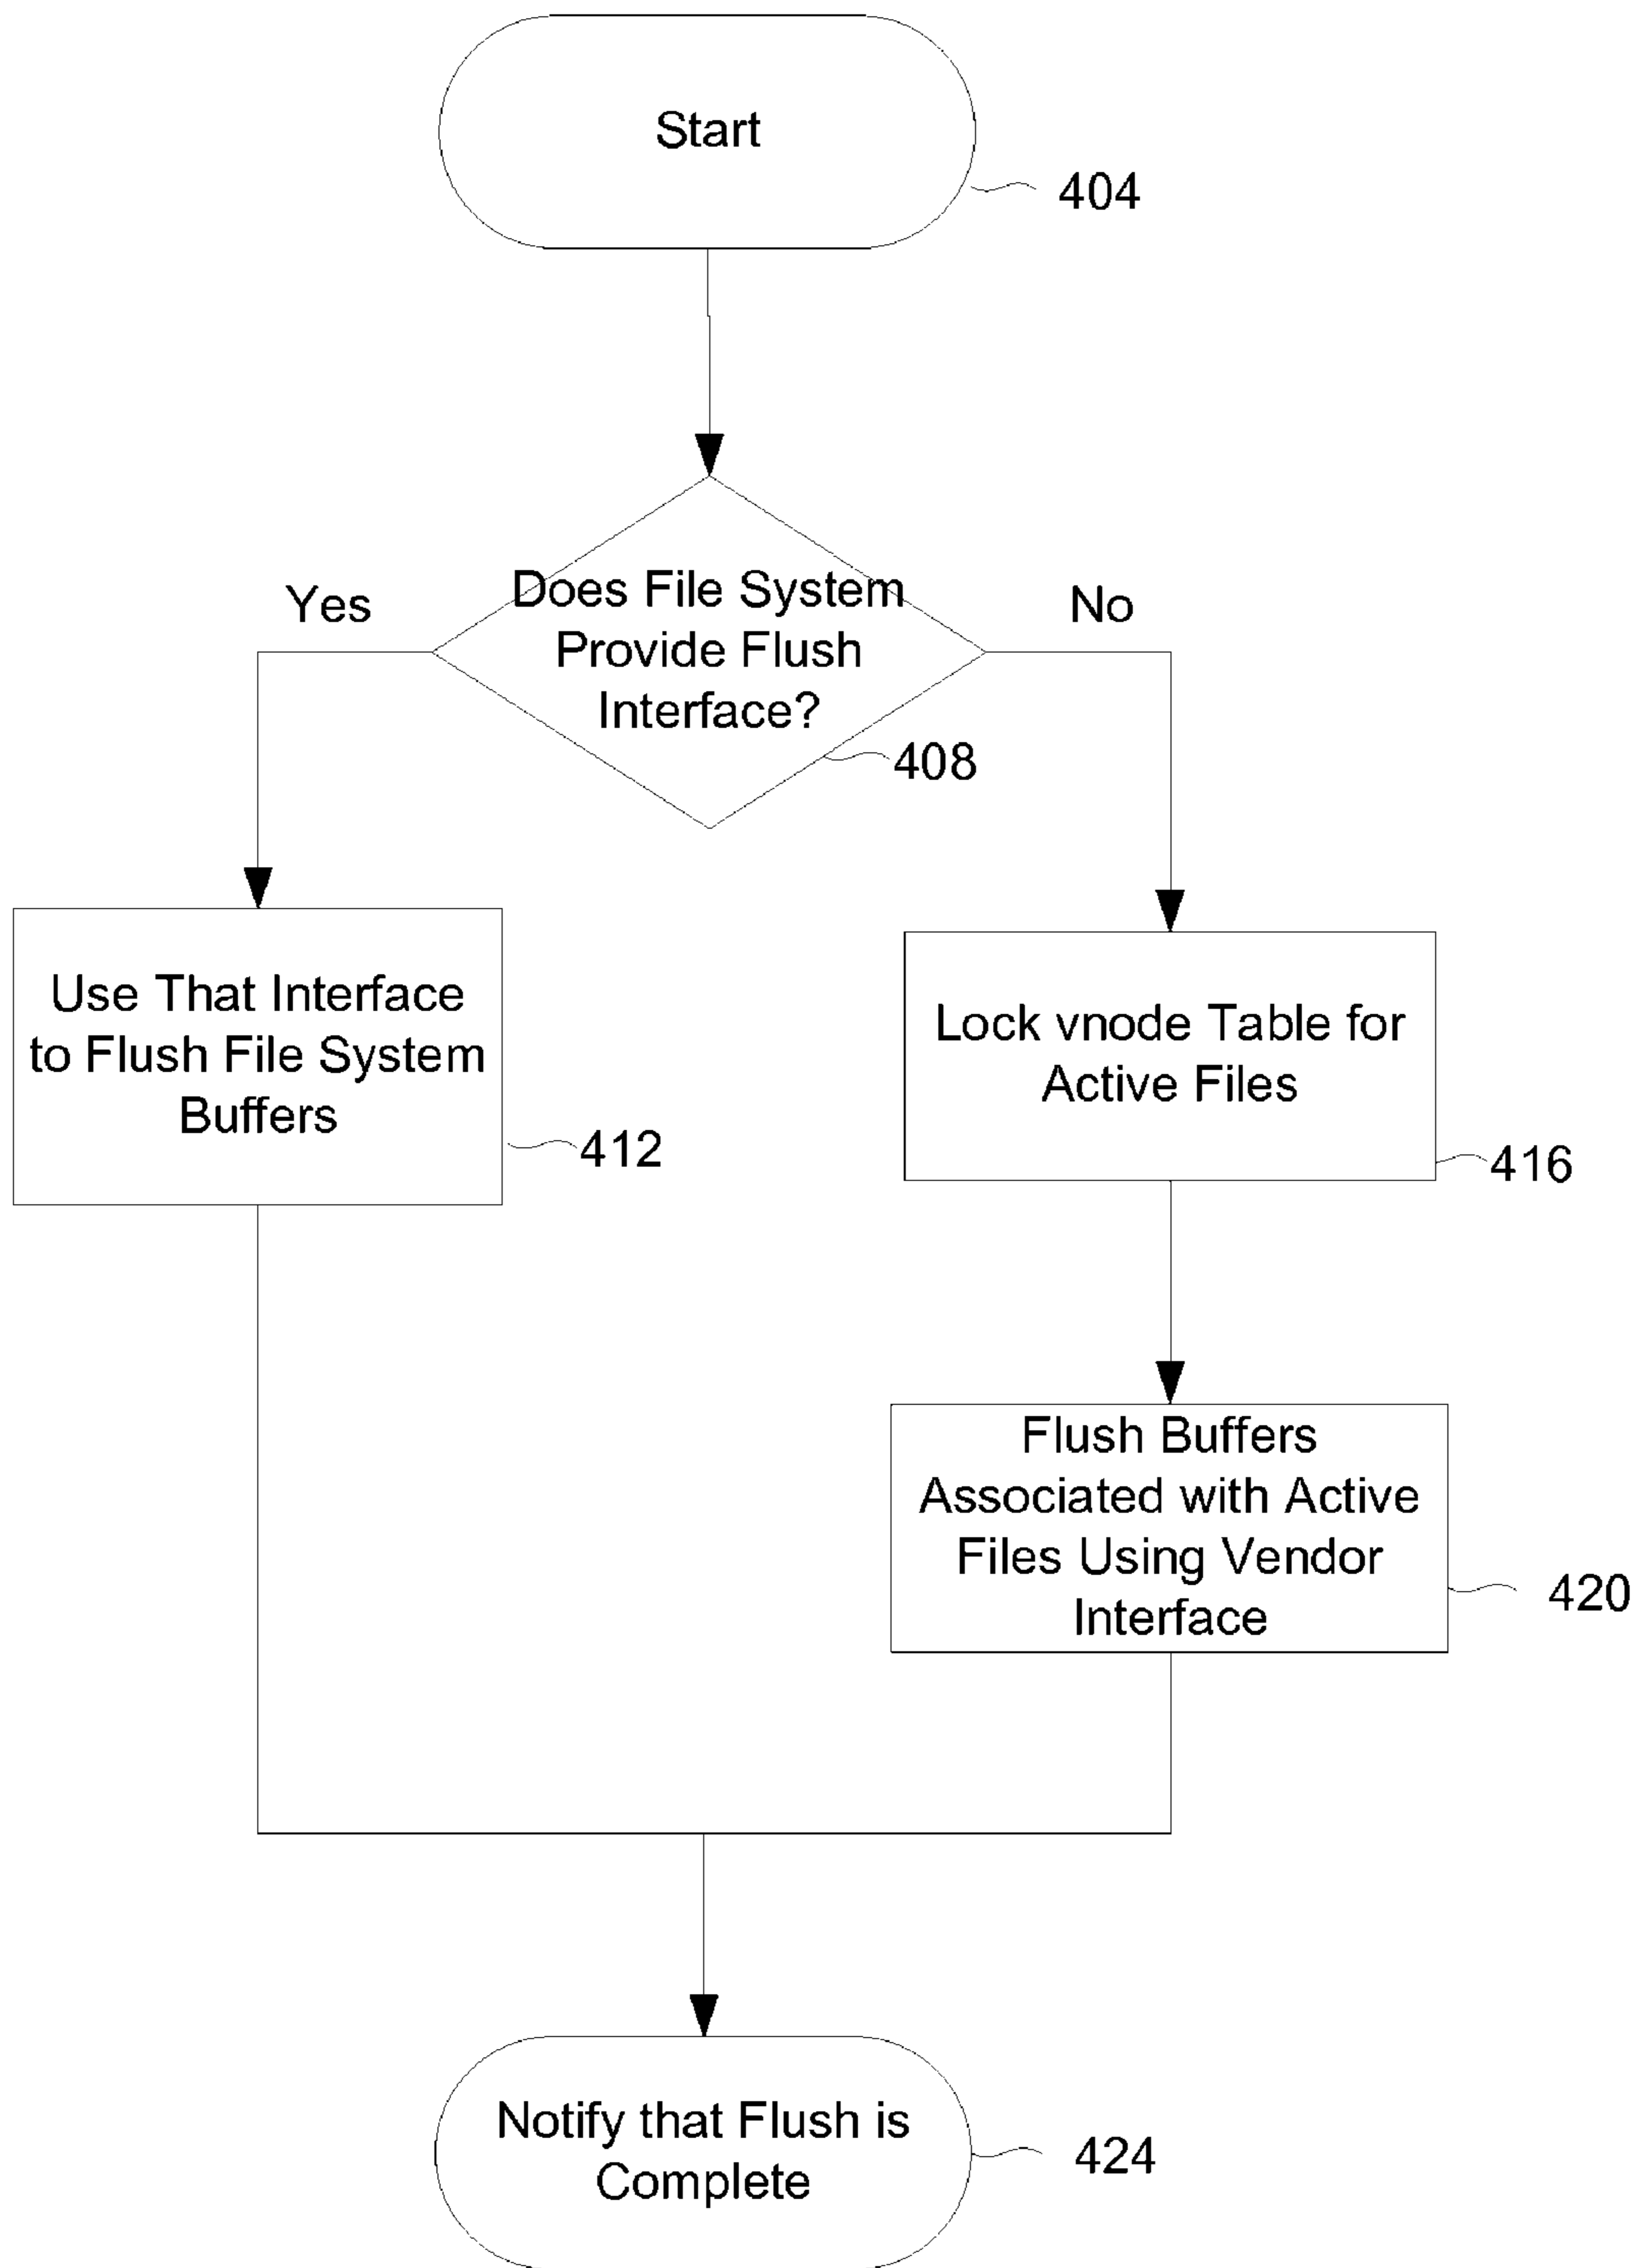 Start
404
Does File System
Provide Flush
Interface?
Yes
No
408
Use That Interface
to Flush File System
Buffers
412
Lock vnode Table for
Active Files
416
Flush Buffers
Associated with Active
Files Using Vendor
Interface
420
Notify that Flush is
Complete
424